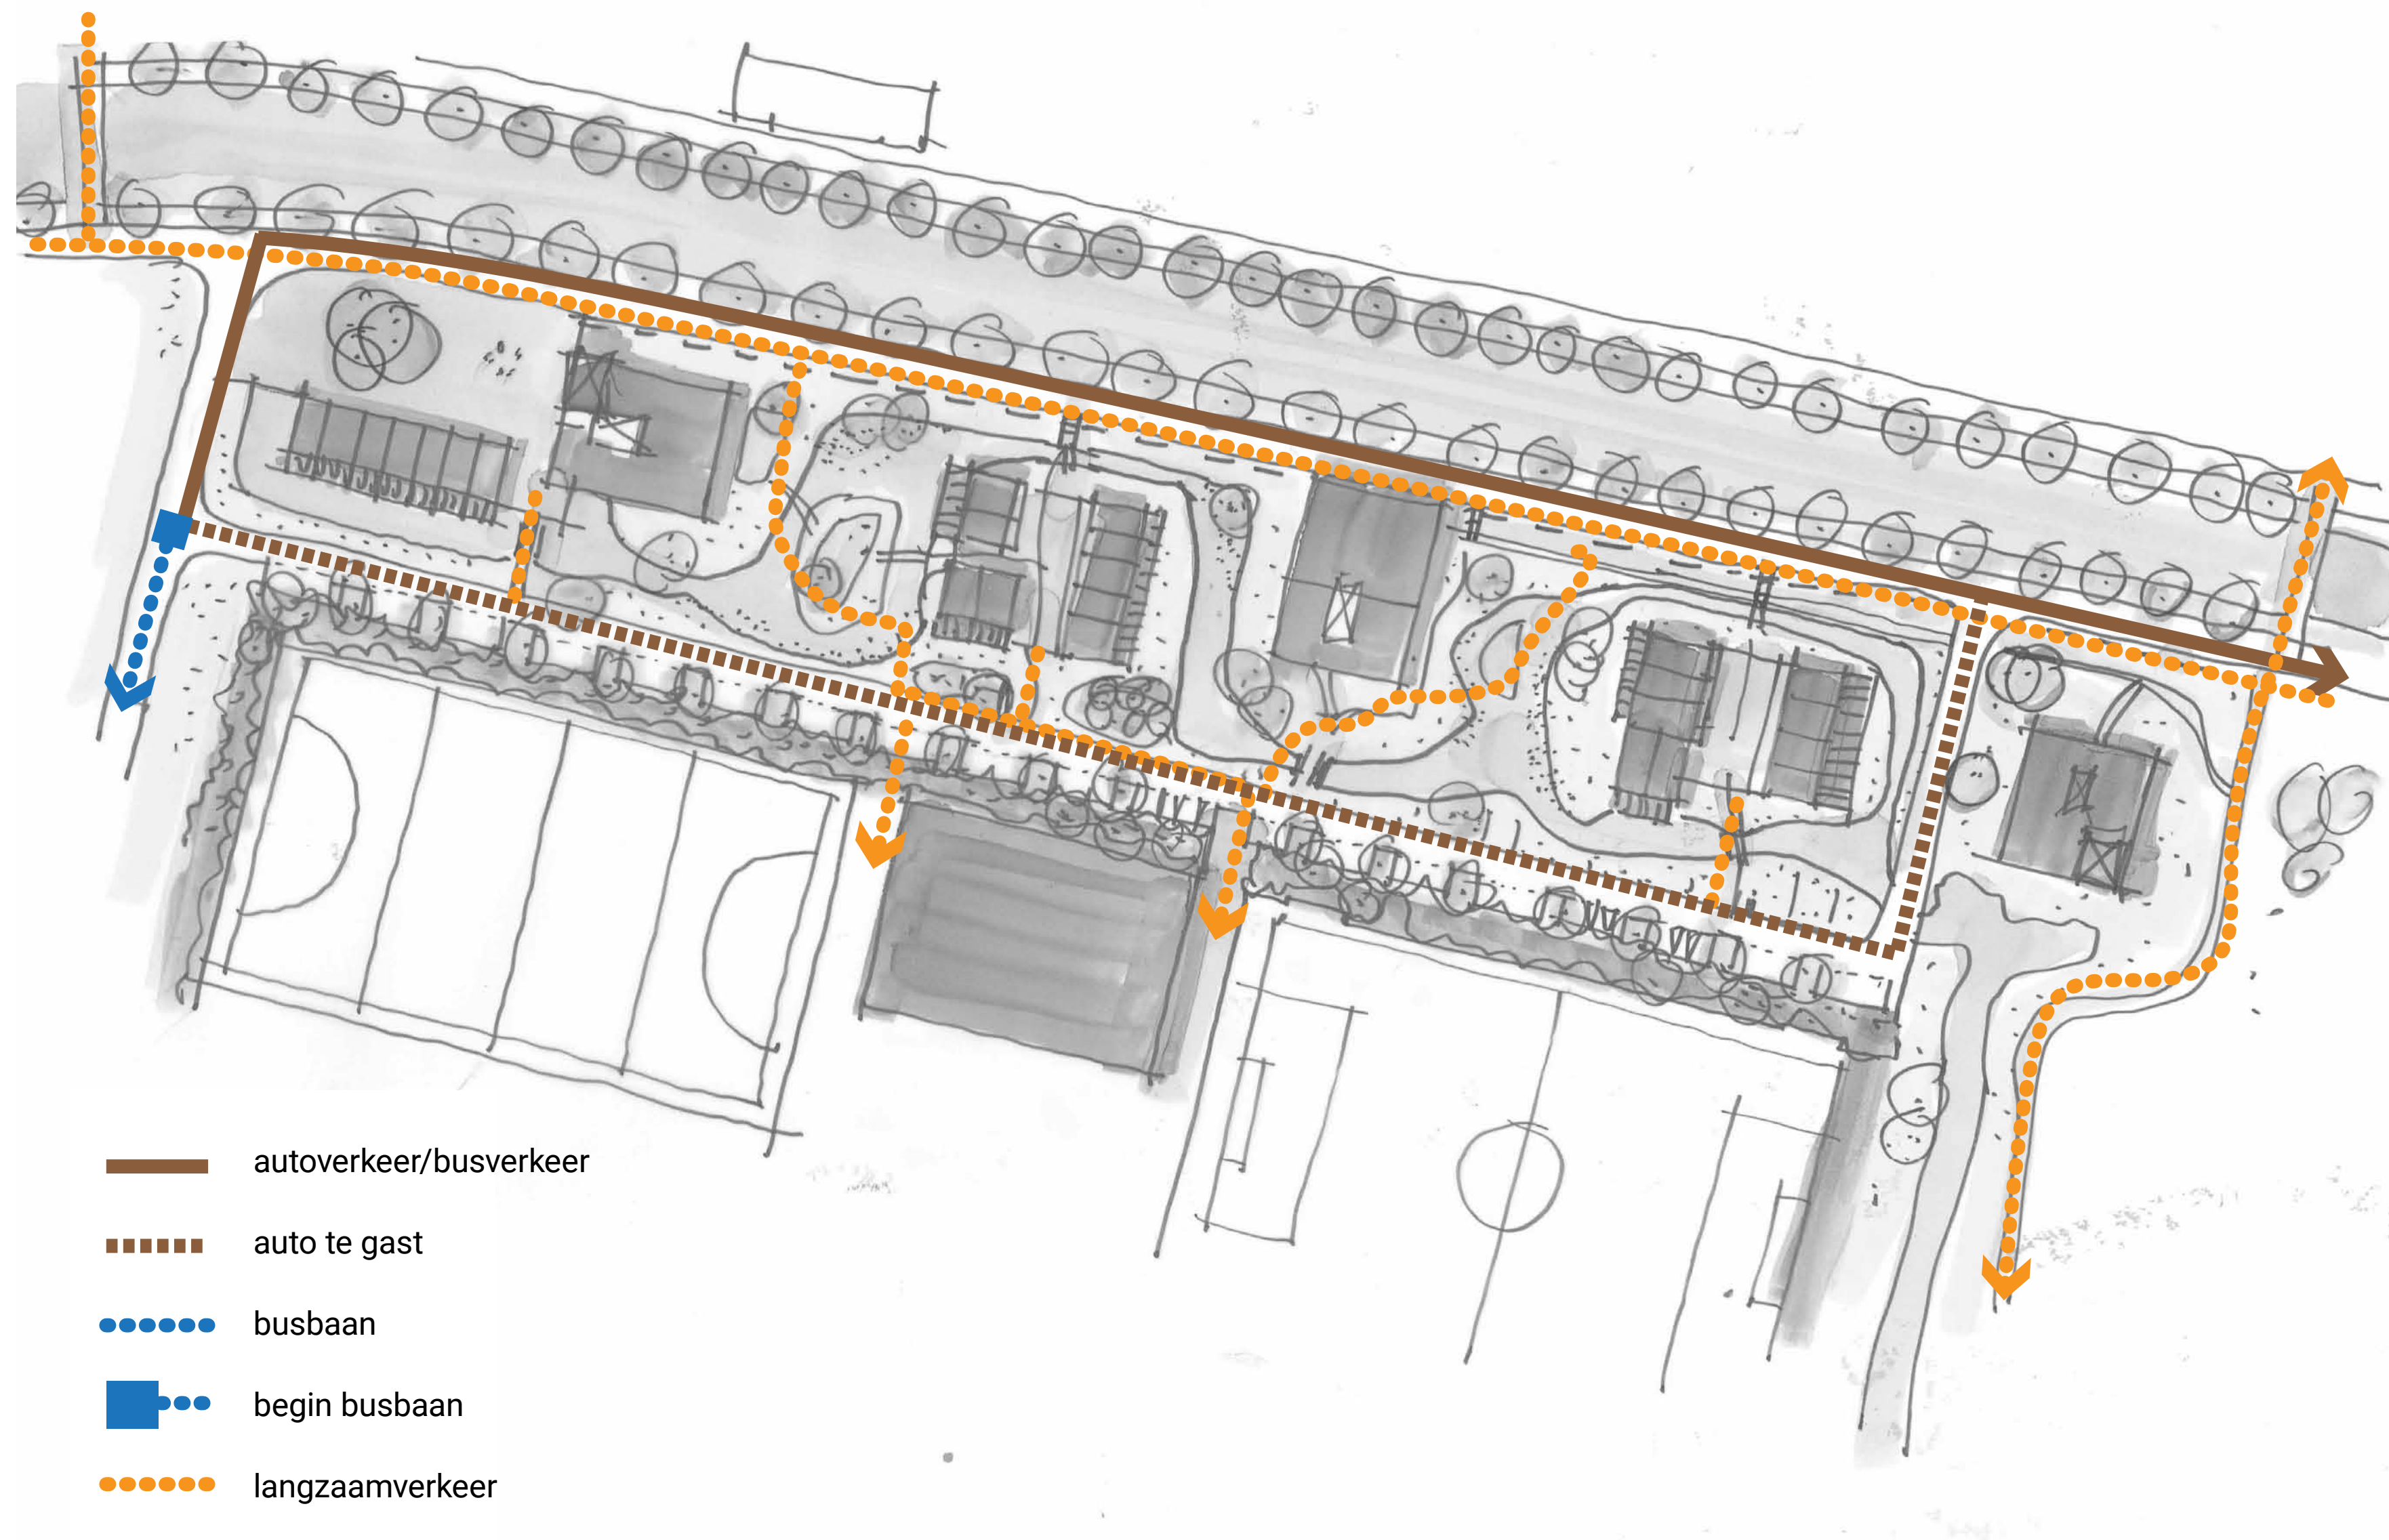 autoverkeer/busverkeer
auto te gast
busbaan
begin busbaan
langzaamverkeer